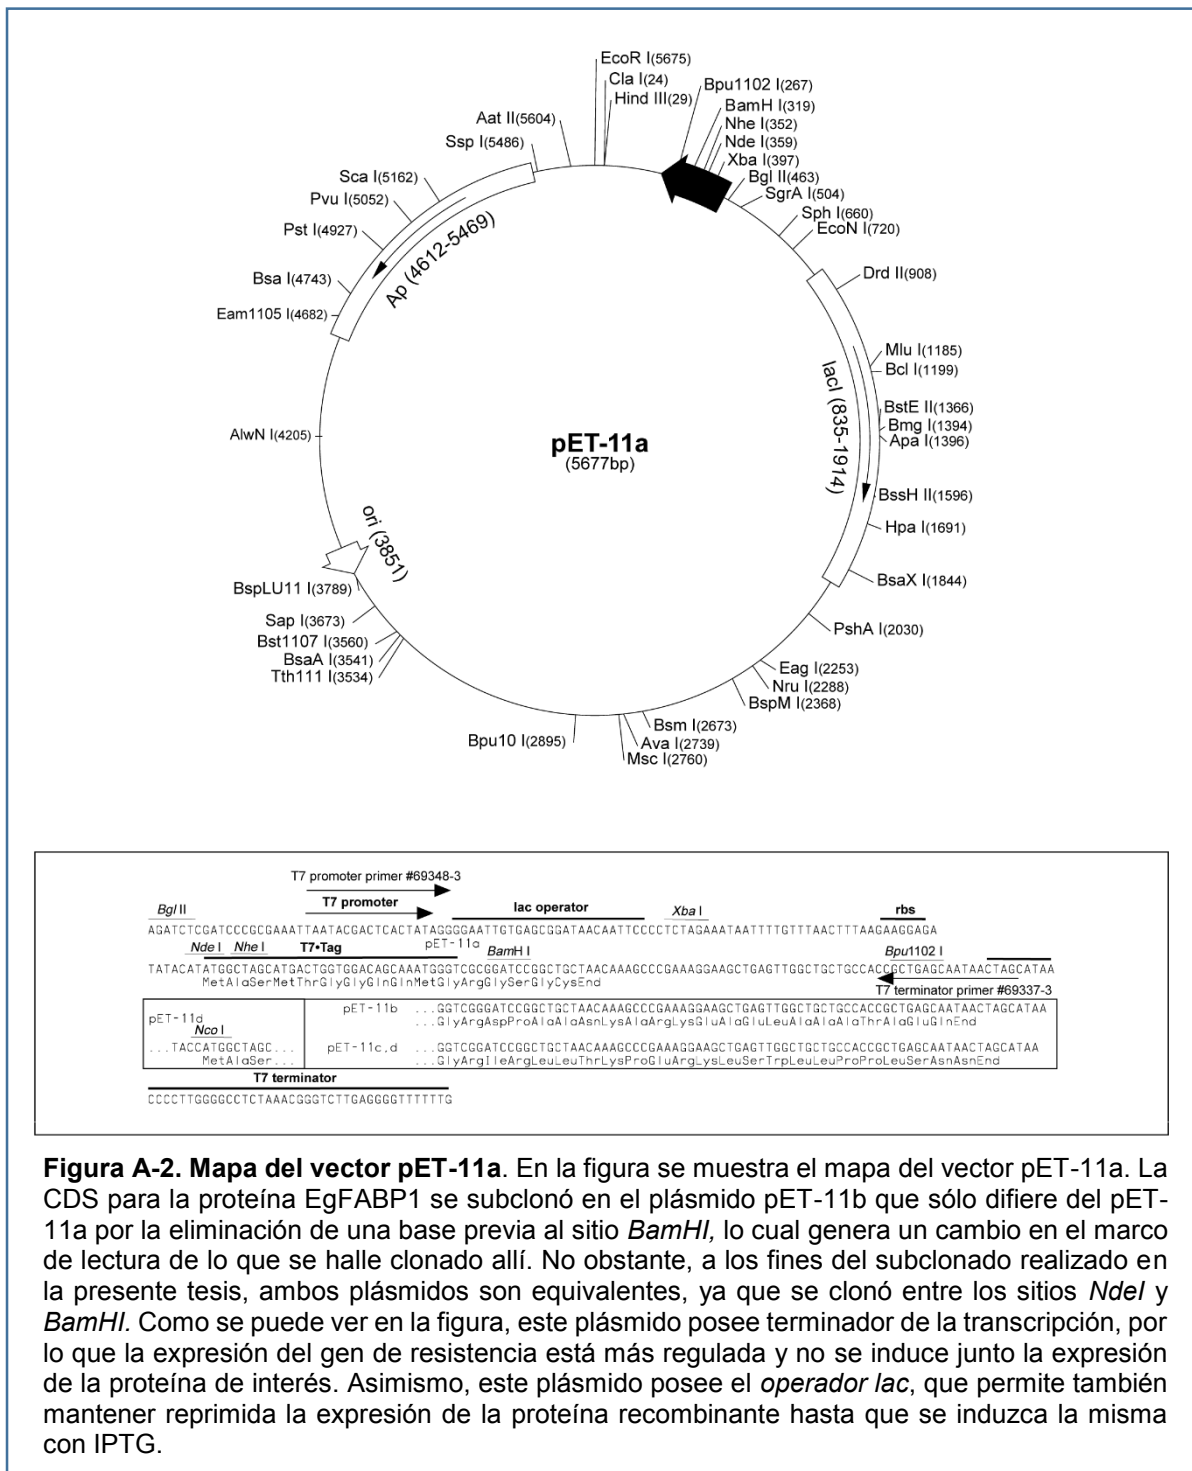 EcoR I(5675)
Cla I(24)
Hind III(29)
Bpu1102 I(267)
BamH I(319)
Nhe I(352)
Nde I(359)
Xba I(397)
Bgl II(463)
SgrA I(504)
Sph I(660)
EcoN I(720)
Drd II(908)
Mlu I(1185)
Bcl I(1199)
BstE II(1366)
Bmg I(1394)
Apa I(1396)
BssH II(1596)
Hpa I(1691)
BsaX I(1844)
PshA I(2030)
Eag I(2253)
Nru I(2288)
BspM I(2368)
Bsm I(2673)
Ava I(2739)
Msc I(2760)
Bpu10 I(2895)
Tth111 I(3534)
BsaA I(3541)
Bst1107 I(3560)
Sap I(3673)
BspLU11 I(3789)
AlwN I(4205)
Eam1105 I(4682)
Bsa I(4743)
Pst I(4927)
Pvu I(5052)
Sca I(5162)
Ssp I(5486)
Aat II(5604)
Ap (4612-5469)
lacI (835-1914)
ori (3851)
pET-11a
(5677bp)
T7 promoter primer #69348-3
Bgl II T7 promoter lac operator Xba I rbs
AGATCTCGATCCCGCGAAATTAATACGACTCACTATAGGGGAATTGTGAGCGGATAACAATTCCCCTCTAGAAATAATTTTGTTTAACTTTAAGAAGGAGA
Nde I Nhe I T7•Tag pET-11a BamH I Bpu1102 I
TATACATATGGCTAGCATGACTGGTGGACAGCAAATGGGTCGCGGATCCGGCTGCTAACAAAGCCCGAAAGGAAGCTGAGTTGGCTGCTGCCACCGCTGAGCAATAACTAGCATAA
MetAlaSerMetThrGlyGlyGlnGlnMetGlyArgGlySerGlyCysEnd
T7 terminator primer #69337-3
pET-11b ...GGTCGGGATCCGGCTGCTAACAAAGCCCGAAAGGAAGCTGAGTTGGCTGCTGCCACCGCTGAGCAATAACTAGCATAA
...GlyArgAspProAlaAlaAsnLysAlaArgLysGluAlaGluLeuAlaAlaAlaThrAlaGluGlnEnd
pET-11d
Nco I
...TACCATGGCTAGC...
MetAlaSer...
pET-11c,d ...GGTCGGATCCGGCTGCTAACAAAGCCCGAAAGGAAGCTGAGTTGGCTGCTGCCACCGCTGAGCAATAACTAGCATAA
...GlyArgIleArgLeuLeuThrLysProGluArgLysLeuSerTrpLeuLeuProProLeuSerAsnAsnEnd
T7 terminator
CCCCTTGGGGCCTCTAAACGGGTCTTGAGGGGTTTTTTG
Figura A-2. Mapa del vector pET-11a. En la figura se muestra el mapa del vector pET-11a. La
CDS para la proteína EgFABP1 se subclonó en el plásmido pET-11b que sólo difiere del pET-
11a por la eliminación de una base previa al sitio BamHI, lo cual genera un cambio en el marco
de lectura de lo que se halle clonado allí. No obstante, a los fines del subclonado realizado en
la presente tesis, ambos plásmidos son equivalentes, ya que se clonó entre los sitios NdeI y
BamHI. Como se puede ver en la figura, este plásmido posee terminador de la transcripción, por
lo que la expresión del gen de resistencia está más regulada y no se induce junto la expresión
de la proteína de interés. Asimismo, este plásmido posee el operador lac, que permite también
mantener reprimida la expresión de la proteína recombinante hasta que se induzca la misma
con IPTG.